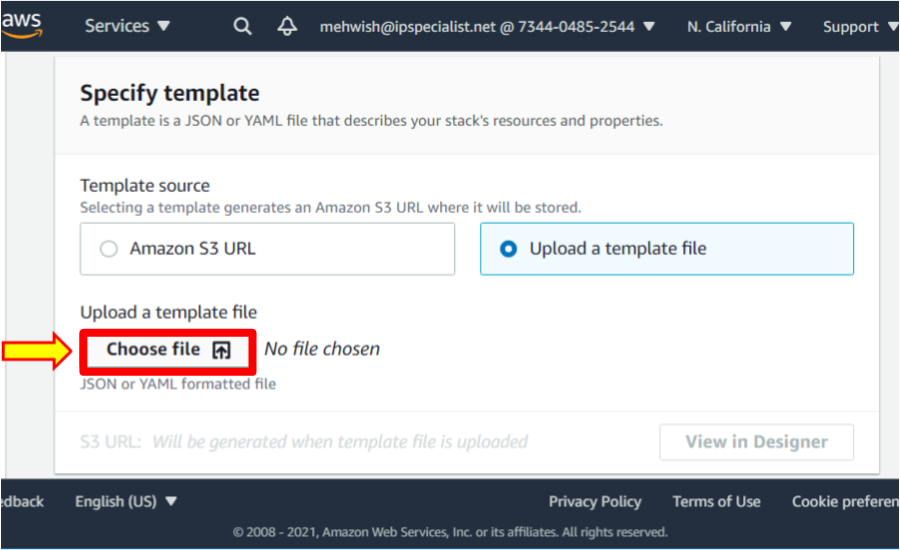 aws Services mehwish@ipspecialist.net @ 7344-0485-2544 N. California Support
Specify template
A template is a JSON or YAML file that describes your stack's resources and properties.
Template source
Selecting a template generates an Amazon S3 URL where it will be stored.
Amazon S3 URL Upload a template file
Upload a template file
Choose file No file chosen
JSON or YAML formatted file
S3 URL: Will be generated when template file is uploaded View in Designer
edback English (US) Privacy Policy Terms of Use Cookie preferen
© 2008 - 2021, Amazon Web Services, Inc. or its affiliates. All rights reserved.